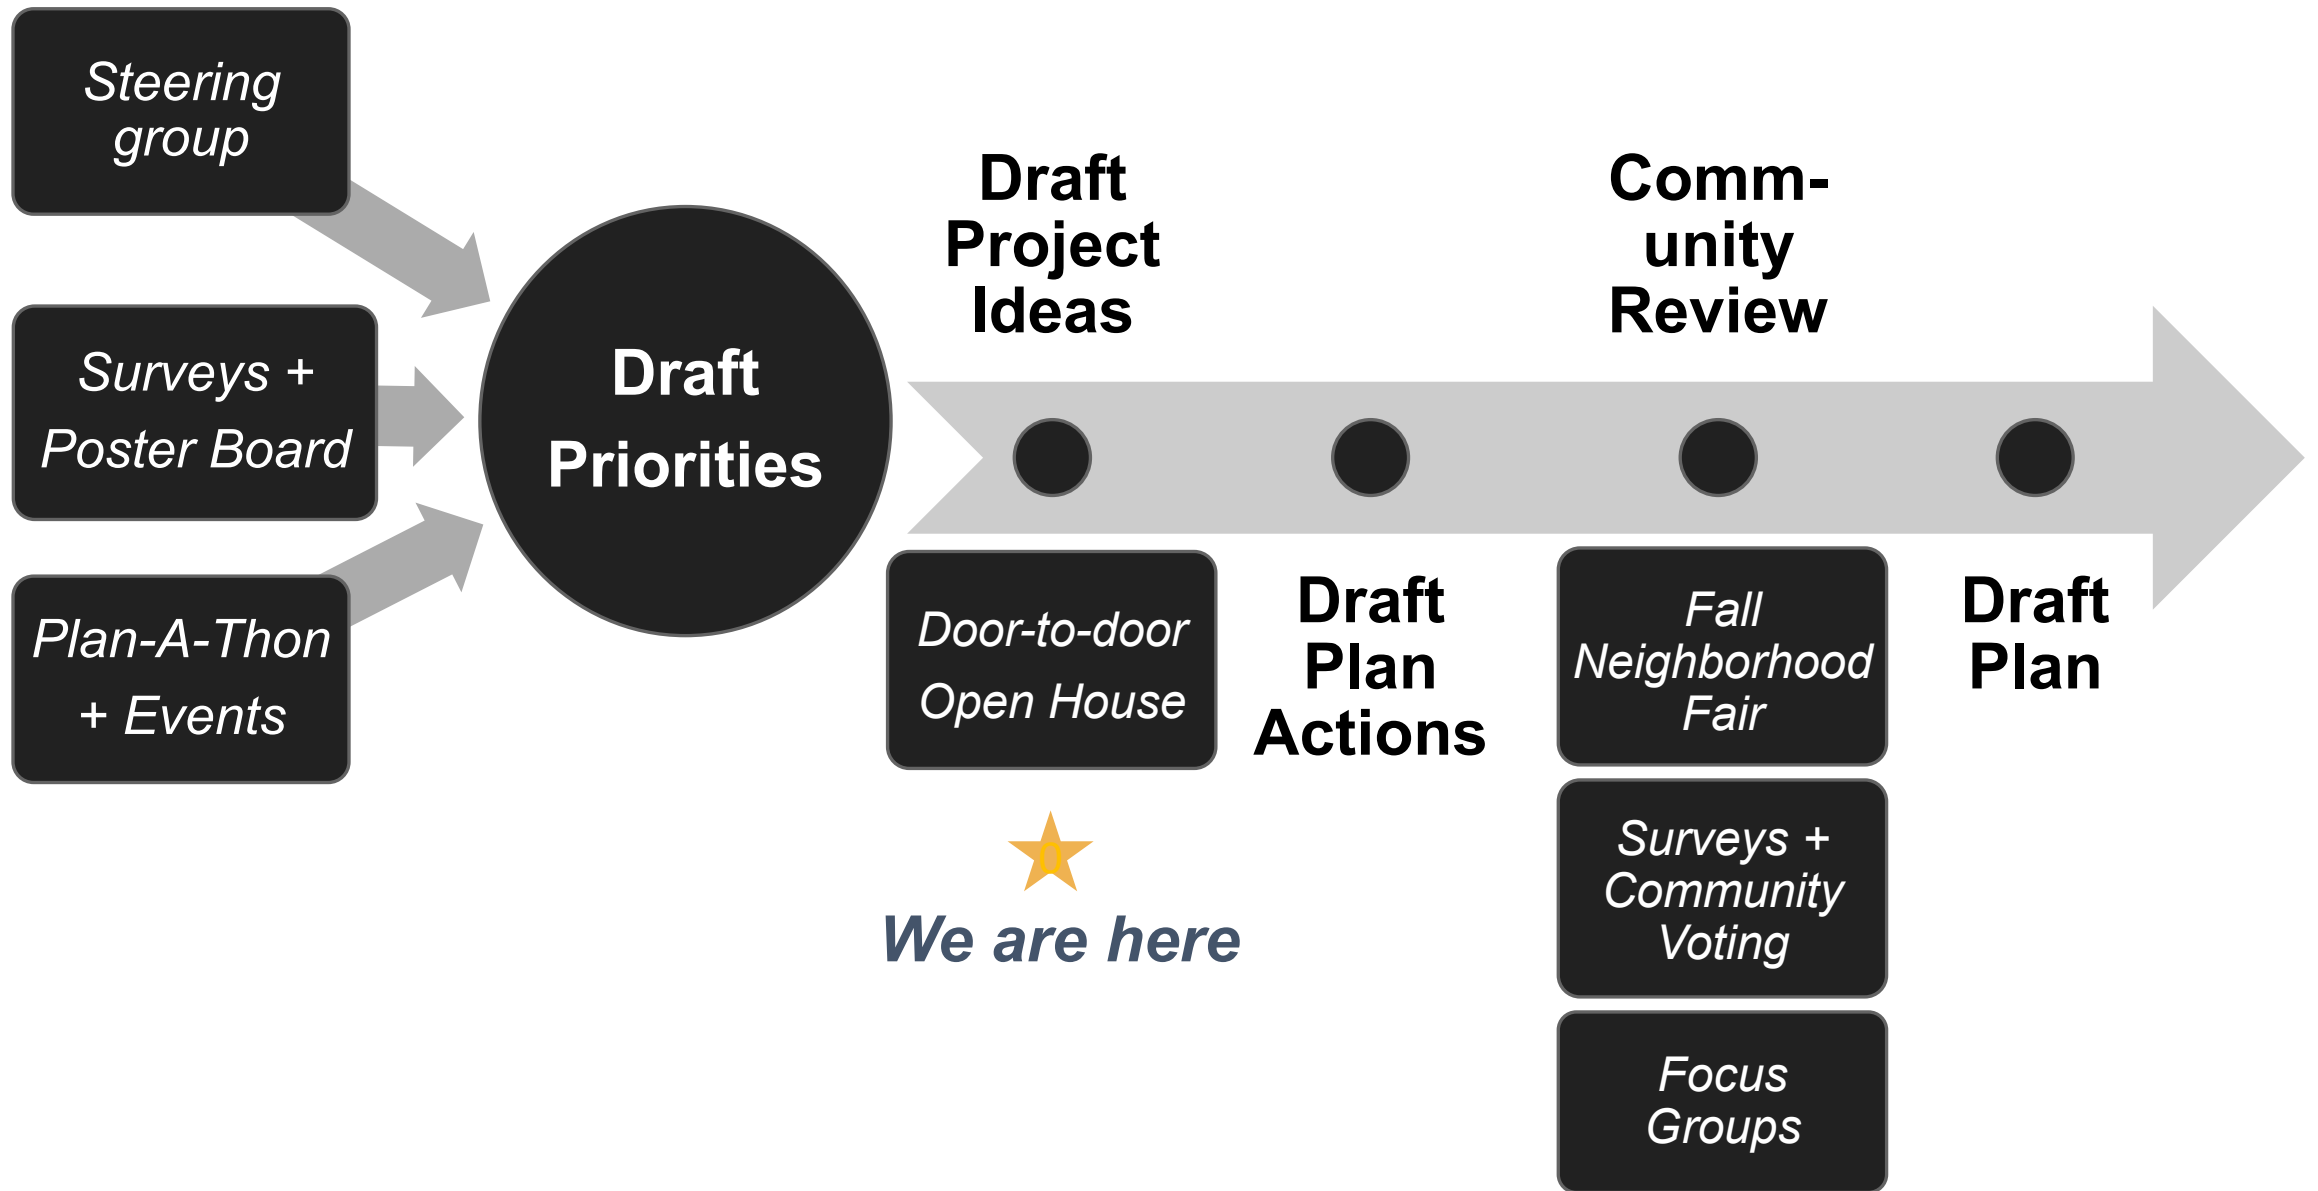 Steering
group
Surveys +
Poster Board
Plan-A-Thon
+ Events
Draft
Priorities
Draft
Project
Ideas
Door-to-door
Open House
0
We are here
Draft
Plan
Actions
Comm-
unity
Review
Fall
Neighborhood
Fair
Surveys +
Community
Voting
Focus
Groups
Draft
Plan